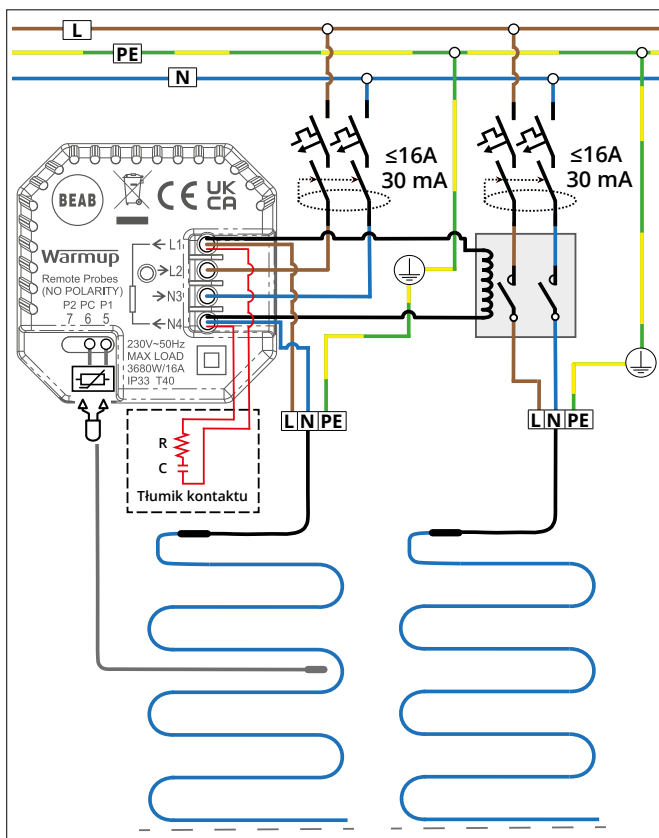 L
PE
N
≤16A
30 mA
≤16A
30 mA
BEAB
CE UK CA
Warmup
Remote Probes
(NO POLARITY)
P2 PC P1
7 6 5
L1
L2
N3
N4
230V~50Hz
MAX LOAD
3680W/16A
IP33 T40
L N PE
L N PE
R
C
Tłumik kontaktu